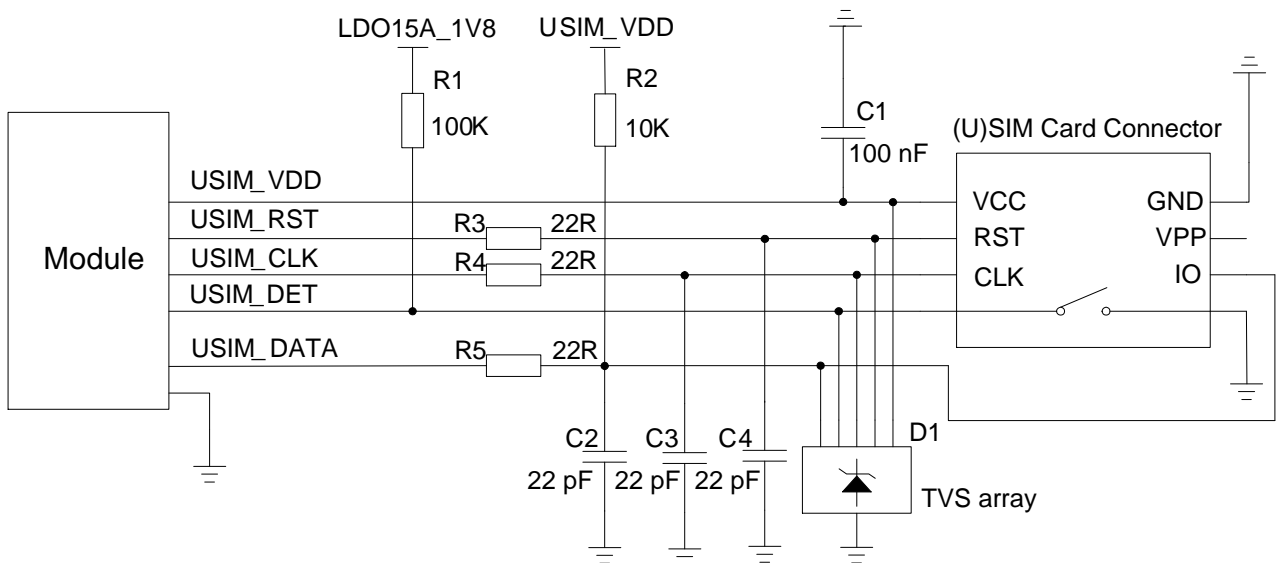 LDO15A_1V8
USIM_VDD
R1
100K
R2
10K
C1
100 nF
(U)SIM Card Connector
Module
USIM_VDD
USIM_RST
USIM_CLK
USIM_DET
USIM_DATA
R3 22R
R4 22R
R5 22R
VCC GND
RST VPP
CLK IO
C2
22 pF
C3
22 pF
C4
22 pF
D1
TVS array